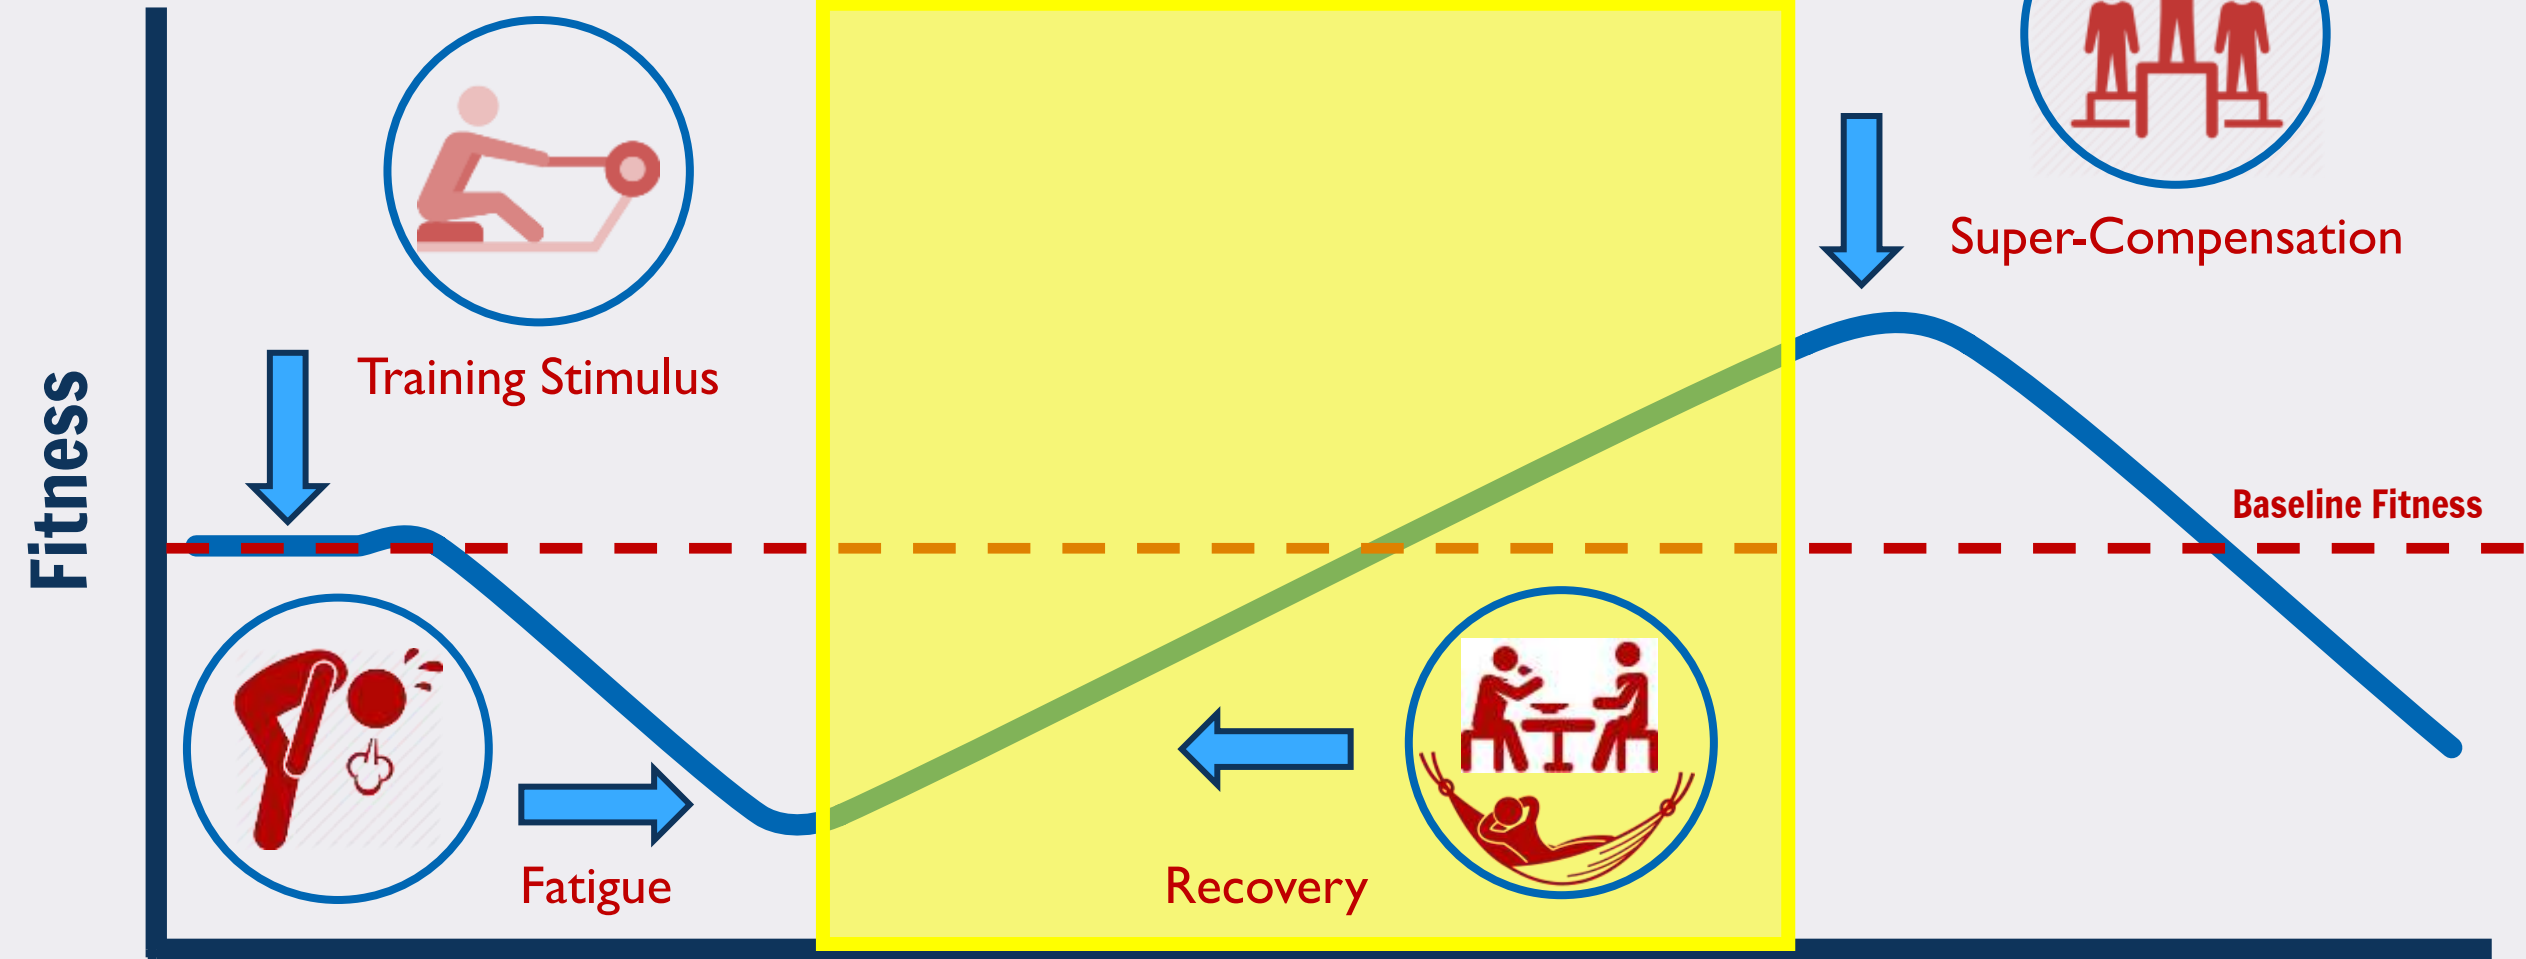 Super-Compensation
Training Stimulus
Fitness
Baseline Fitness
Fatigue
Recovery